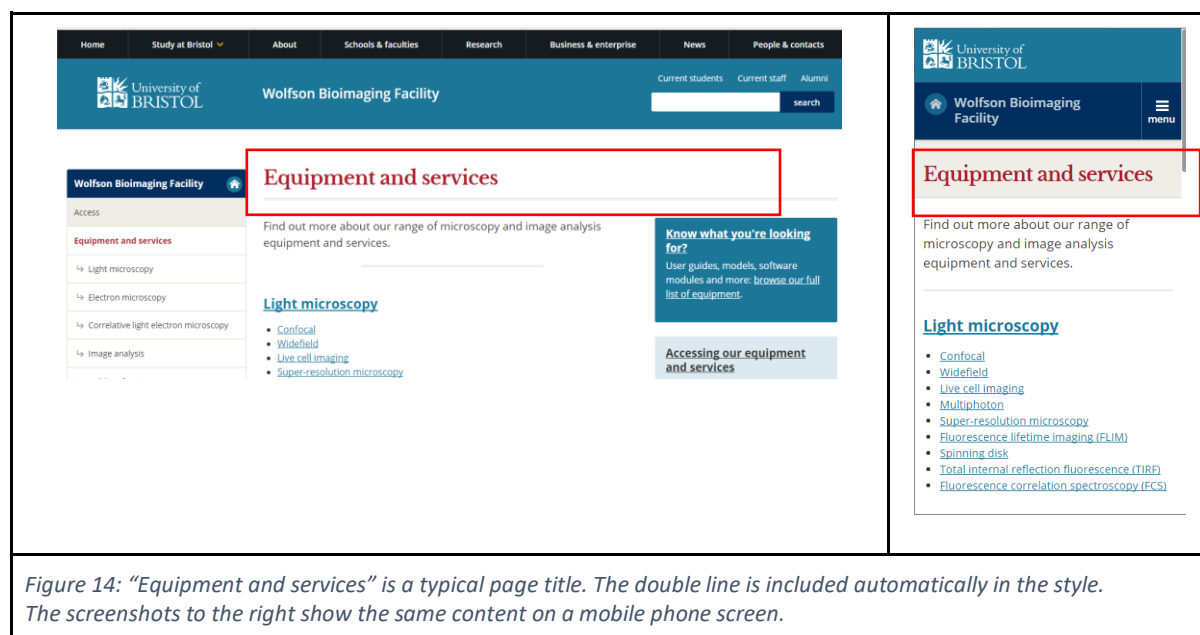 Home Study at Bristol About Schools & faculties Research Business & enterprise News People & contacts
Current students Current staff Alumni
University of
BRISTOL
Wolfson Bioimaging Facility
search
Wolfson Bioimaging Facility
Access
Equipment and services
Light microscopy
Electron microscopy
Correlative light electron microscopy
Image analysis
Equipment and services
Find out more about our range of microscopy and image analysis
equipment and services.
Light microscopy
• Confocal
• Widefield
• Live cell imaging
• Super-resolution microscopy
Know what you're looking
for?
User guides, models, software
modules and more: browse our full
list of equipment.
Accessing our equipment
and services
University of
BRISTOL
Wolfson Bioimaging
Facility
menu
Equipment and services
Find out more about our range of
microscopy and image analysis
equipment and services.
Light microscopy
• Confocal
• Widefield
• Live cell imaging
• Multiphoton
• Super-resolution microscopy
• Fluorescence lifetime imaging (FLIM)
• Spinning disk
• Total internal reflection fluorescence (TIRF)
• Fluorescence correlation spectroscopy (FCS)
Figure 14: “Equipment and services” is a typical page title. The double line is included automatically in the style.
The screenshots to the right show the same content on a mobile phone screen.